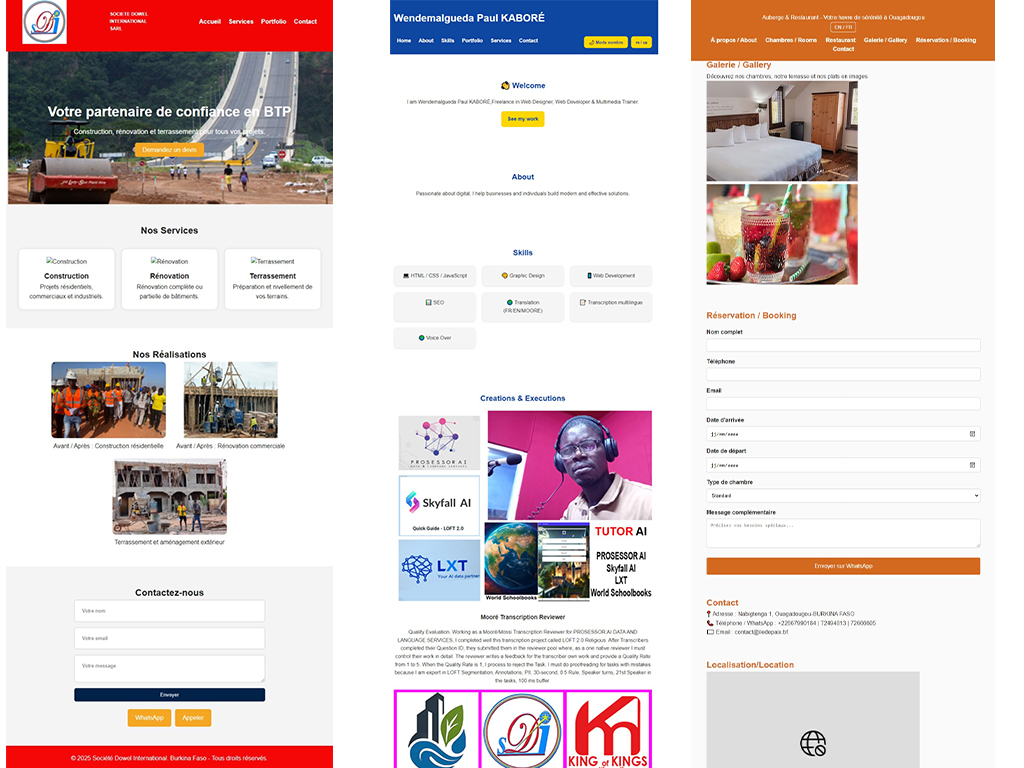 SOCIETE DOWEL
INTERNATIONAL
SARL
Accueil Services Portfolio Contact
Votre partenaire de confiance en BTP
Construction, rénovation et terrassement pour tous vos projets.
Demandez un devis
Nos Services
Construction
Construction
Projets résidentiels,
commerciaux et industriels.
Rénovation
Rénovation
Rénovation complète ou
partielle de bâtiments.
Terrassement
Terrassement
Préparation et nivellement de
vos terrains.
Nos Réalisations
Avant / Après : Construction résidentielle
Avant / Après : Rénovation commerciale
Terrassement et aménagement extérieur
Contactez-nous
Votre nom
Votre email
Votre message
Envoyer
WhatsApp
Appeler
© 2025 Société Dowel International. Burkina Faso - Tous droits réservés.
Wendemalgueda Paul KABORÉ
Home About Skills Portfolio Services Contact
Mode sombre
Welcome
I am Wendemalgueda Paul KABORÉ,Freelance in Web Designer, Web Developer & Multimedia Trainer.
See my work
About
Passionate about digital, I help businesses and individuals build modern and effective solutions.
Skills
HTML / CSS / JavaScript
Graphic Design
Web Development
SEO
Translation
(FR/EN/MOORE)
Transcription multilingue
Voice Over
Creations & Executions
PROSESSOR AI
DATA & LANGUAGE SERVICES
Skyfall AI
Quick Guide - LOFT 2.0
LXT
Your AI data partner
World Schoolbooks
TUTOR AI
PROSESSOR AI
Skyfall AI
LXT
World Schoolbooks
Mooré Transcription Reviewer
Quality Evaluation. Working as a Mooré/Mossi Transcription Reviewer for PROSESSOR AI DATA AND
LANGUAGE SERVICES, I completed well this transcription project called LOFT 2.0 Religious. After Transcribers
completed their Question ID, they submitted them in the reviewer pool where, as a one native reviewer I must
control their work in detail. The reviewer writes a feedback for the transcriber own work and provide a Quality Rate
from 1 to 5. When the Quality Rate is 1, I process to reject the Task. I must do proofreading for tasks with mistakes
because I am expert in LOFT Segmentation, Annotations, PII, 30-second, 0.5 Rule, Speaker turns, 21st Speaker in
the tasks, 100 ms buffer.
SDI
KING of KINGS
Auberge & Restaurant - Votre havre de sérénité à Ouagadougou
EN / FR
À propos / About Chambres / Rooms Restaurant Galerie / Gallery Réservation / Booking
Contact
Galerie / Gallery
Découvrez nos chambres, notre terrasse et nos plats en images
Réservation / Booking
Nom complet
Téléphone
Email
Date d'arrivée
jj/mm/aaaa
Date de départ
jj/mm/aaaa
Type de chambre
Standard
Message complémentaire
Précisez vos besoins spéciaux...
Envoyer sur WhatsApp
Contact
Adresse : Nabigtenga 1, Ouagadougou-BURKINA FASO
Téléphone / WhatsApp : +22667990184 | 72494013 | 72600605
Email : contact@iledepaix.bf
Localisation/Location